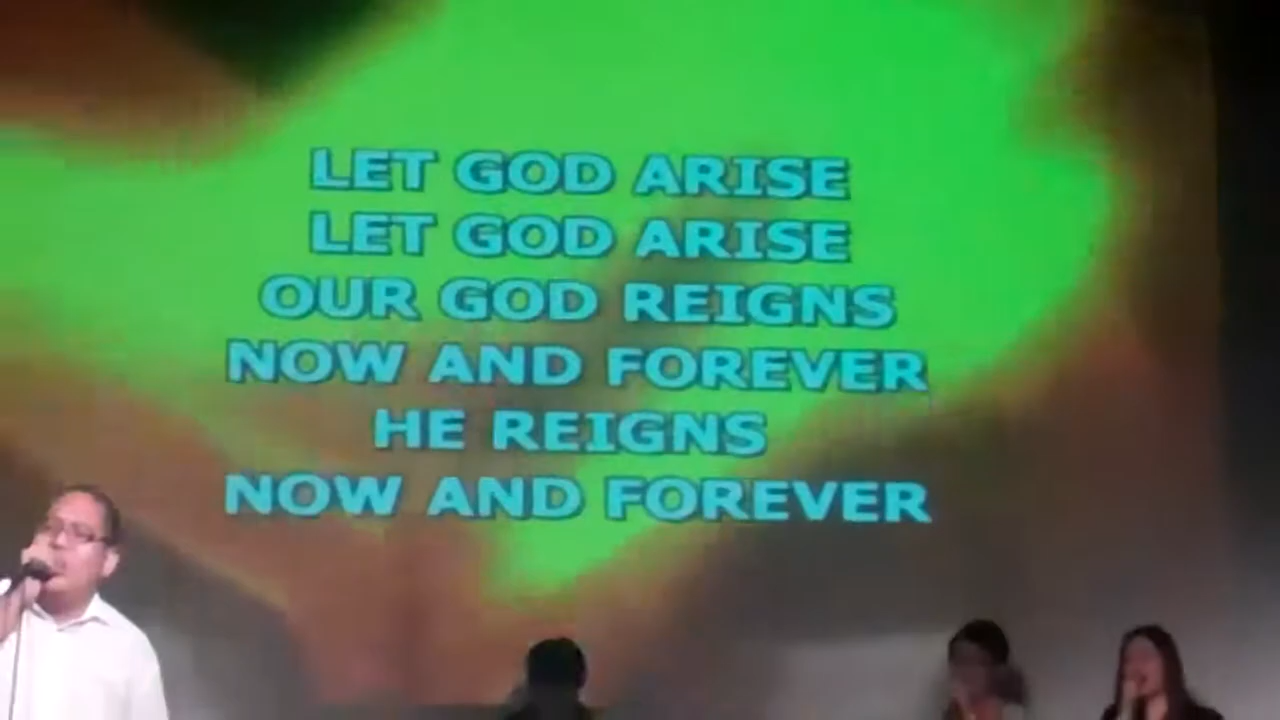 LET GOD ARISE
LET GOD ARISE
OUR GOD REIGNS
NOW AND FOREVER
HE REIGNS
NOW AND FOREVER